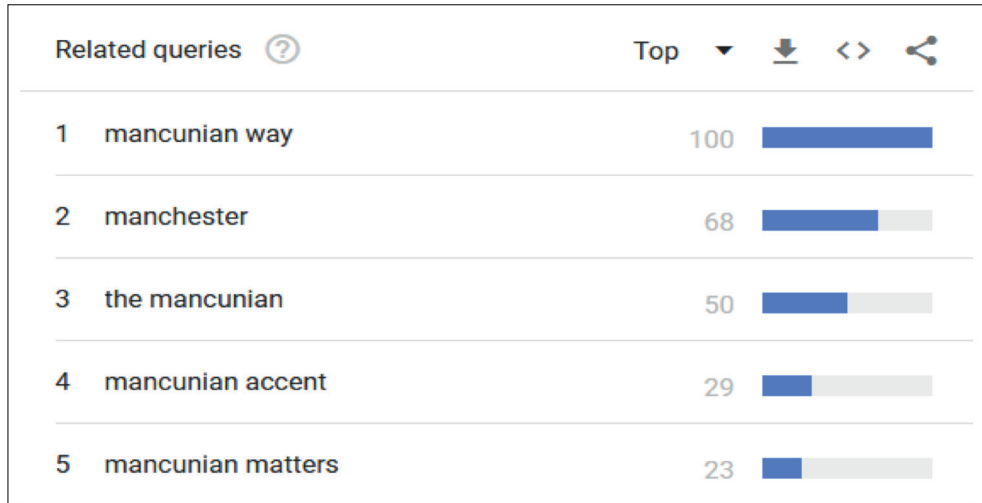 Related queries ? Top <>
1 mancunian way 100
2 manchester 68
3 the mancunian 50
4 mancunian accent 29
5 mancunian matters 23